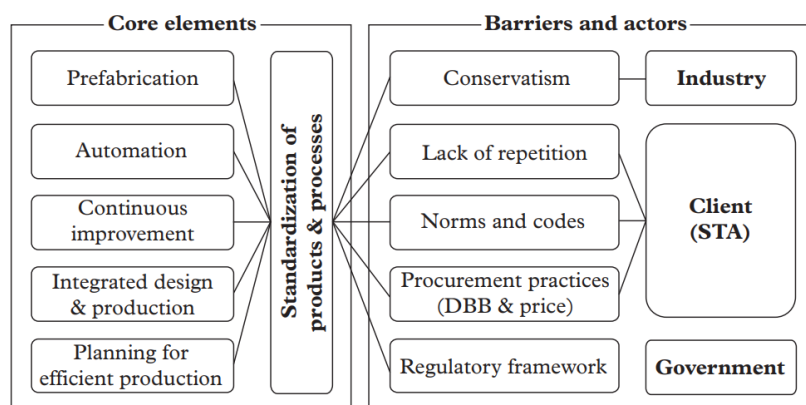 Core elements
Barriers and actors
Prefabrication
Automation
Continuous
improvement
Integrated design
& production
Planning for
efficient production
Standardization of
products & processes
Conservatism
Lack of repetition
Norms and codes
Procurement practices
(DBB & price)
Regulatory framework
Industry
Client
(STA)
Government